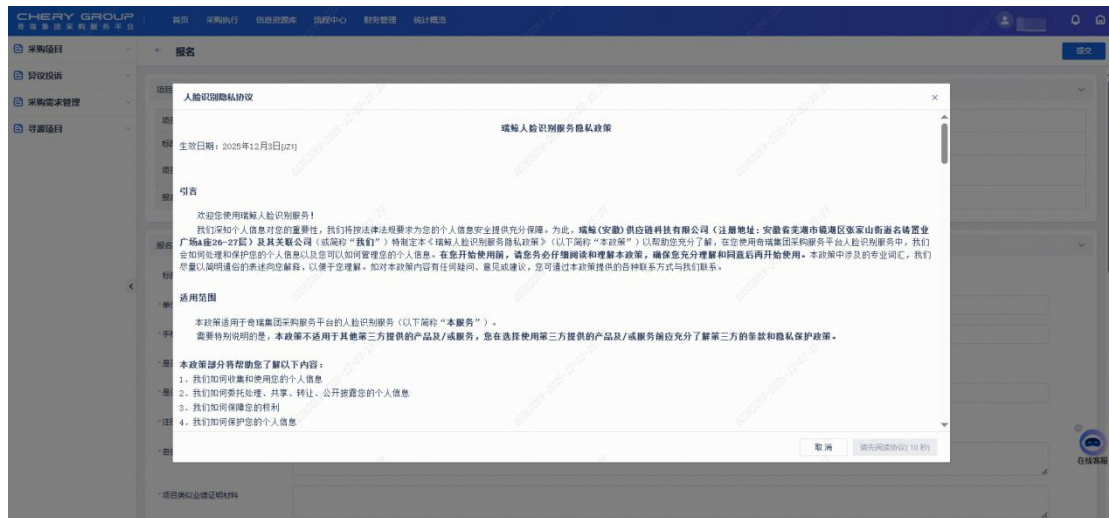 CHERY GROUP
奇瑞集团采购服务平台
首页 采购执行 信息资源库 流程中心 财务管理 统计概览
采购项目
异议投诉
采购需求管理
寻源项目
← 报名
提交
人脸识别隐私协议
×
瑞鲸人脸识别服务隐私政策
生效日期：2025年12月3日[JZ1]
引言
欢迎您使用瑞鲸人脸识别服务！
我们深知个人信息对您的重要性，我们将按法律法规要求为您的个人信息安全提供充分保障。为此，瑞鲸(安徽)供应链科技有限公司（注册地址：安徽省芜湖市镜湖区张家山街道名铸置业
广场A座26-27层）及其关联公司（或简称“我们”）特制定本《瑞鲸人脸识别服务隐私政策》（以下简称“本政策”）以帮助您充分了解，在您使用奇瑞集团采购服务平台人脸识别服务中，我们
会如何处理和保护您的个人信息以及您可以如何管理您的个人信息。在您开始使用前，请您务必仔细阅读和理解本政策，确保您充分理解和同意后再开始使用。本政策中涉及的专业词汇，我们
尽量以简明通俗的表述向您解释，以便于您理解。如对本政策内容有任何疑问、意见或建议，您可通过本政策提供的各种联系方式与我们联系。
适用范围
本政策适用于奇瑞集团采购服务平台的人脸识别服务（以下简称“本服务”）。
需要特别说明的是，本政策不适用于其他第三方提供的产品及/或服务，您在选择使用第三方提供的产品及/或服务前应充分了解第三方的条款和隐私保护政策。
本政策部分将帮助您了解以下内容：
1、我们如何收集和使用您的个人信息
2、我们如何委托处理、共享、转让、公开披露您的个人信息
3、我们如何保障您的权利
4、我们如何保护您的个人信息
取消 请先阅读协议( 10 秒)
在线客服
项目类似业绩证明材料